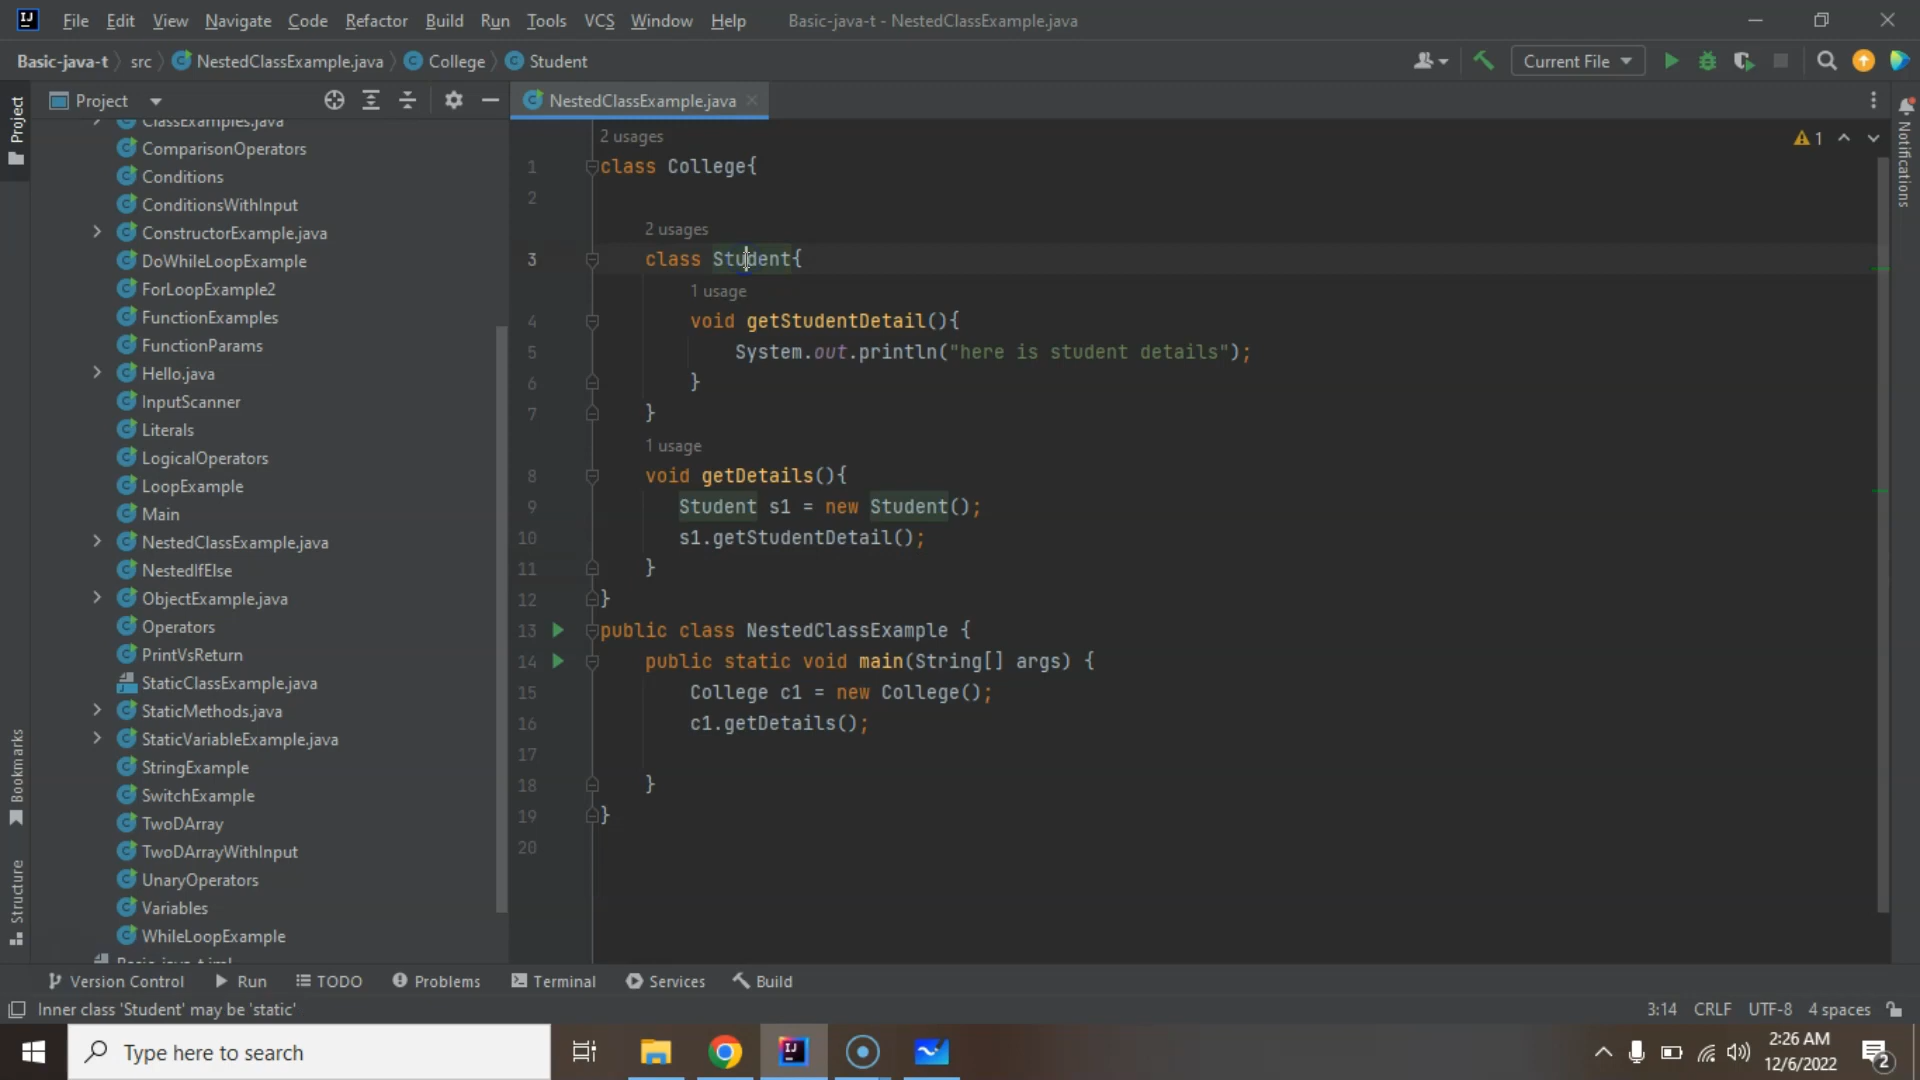 File Edit View Navigate Code Refactor Build Run Tools VCS Window Help Basic-java-t - NestedClassExample.java
Basic-java-t src NestedClassExample.java College Student Current File
Project NestedClassExample.java
Project
Bookmarks
Structure
Notifications
ClassExamples.java
ComparisonOperators
Conditions
ConditionsWithInput
ConstructorExample.java
DoWhileLoopExample
ForLoopExample2
FunctionExamples
FunctionParams
Hello.java
InputScanner
Literals
LogicalOperators
LoopExample
Main
NestedClassExample.java
NestedIfElse
ObjectExample.java
Operators
PrintVsReturn
StaticClassExample.java
StaticMethods.java
StaticVariableExample.java
StringExample
SwitchExample
TwoDArray
TwoDArrayWithInput
UnaryOperators
Variables
WhileLoopExample
2 usages
1
1 class College{
2
2 usages
3 class Student{
1 usage
4 void getStudentDetail(){
5 System.out.println("here is student details");
6 }
7 }
1 usage
8 void getDetails(){
9 Student s1 = new Student();
10 s1.getStudentDetail();
11 }
12 }
13 public class NestedClassExample {
14 public static void main(String[] args) {
15 College c1 = new College();
16 c1.getDetails();
17
18 }
19 }
20
Version Control Run TODO Problems Terminal Services Build
Inner class 'Student' may be 'static' 3:14 CRLF UTF-8 4 spaces
Type here to search 2:26 AM
12/6/2022 2